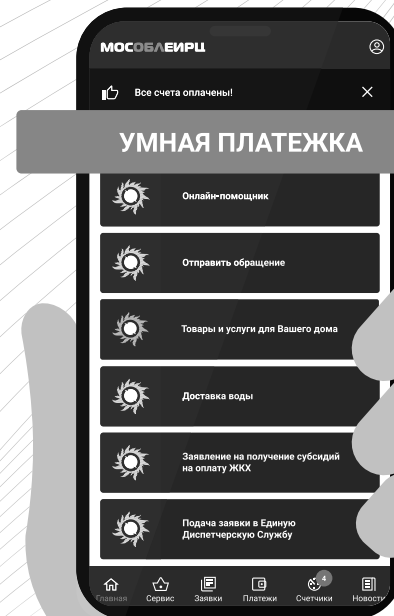 МОСОБЛЕИРЦ
Все счета оплачены!
УМНАЯ ПЛАТЕЖКА
Онлайн-помощник
Отправить обращение
Товары и услуги для Вашего дома
Доставка воды
Заявление на получение субсидий
на оплату ЖКХ
Подача заявки в Единую
Диспетчерскую Службу
4
Главная Сервис Заявки Платежи Счетчики Новости